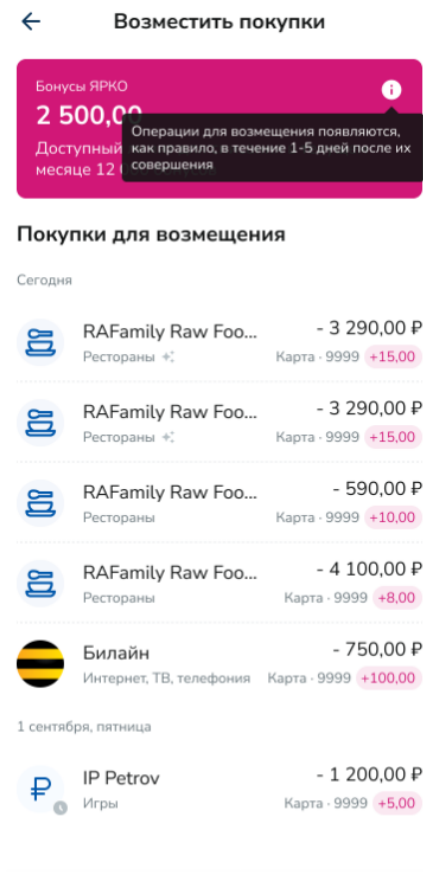 Возместить покупки
Бонусы ЯРКО
2 500,00
Операции для возмещения появляются,
Доступный
как правило, в течение 1-5 дней после их
месяце 12
совершения
Покупки для возмещения
Сегодня
RAFamily Raw Foo...
- 3 290,00 ₽
Рестораны
Карта · 9999 +15,00
RAFamily Raw Foo...
- 3 290,00 ₽
Рестораны
Карта · 9999 +15,00
RAFamily Raw Foo...
- 590,00 ₽
Рестораны
Карта · 9999 +10,00
RAFamily Raw Foo...
- 4 100,00 ₽
Рестораны
Карта · 9999 +8,00
Билайн
- 750,00 ₽
Интернет, ТВ, телефония
Карта · 9999 +100,00
1 сентября, пятница
IP Petrov
- 1 200,00 ₽
Игры
Карта · 9999 +5,00